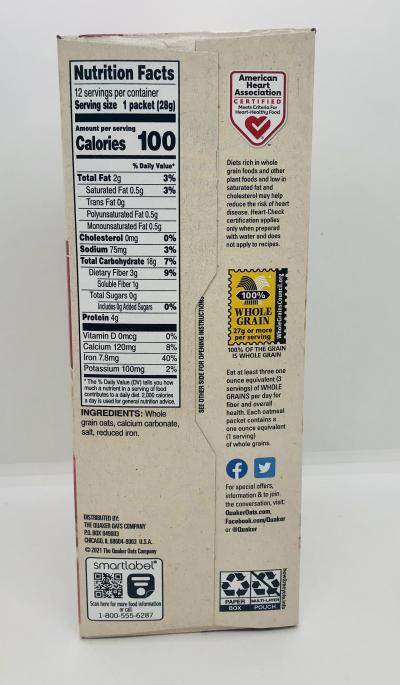 Nutrition Facts
12 servings per container
Serving size 1 packet (28g)
Amount per serving
Calories 100
% Daily Value*
Total Fat 2g 3%
Saturated Fat 0.5g 3%
Trans Fat 0g
Polyunsaturated Fat 0.5g
Monounsaturated Fat 0.5g
Cholesterol 0mg 0%
Sodium 75mg 3%
Total Carbohydrate 18g 7%
Dietary Fiber 3g 9%
Soluble Fiber 1g
Total Sugars 0g
Includes 0g Added Sugars 0%
Protein 4g
Vitamin D 0mcg 0%
Calcium 120mg 8%
Iron 7.8mg 40%
Potassium 100mg 2%
* The % Daily Value (DV) tells you how
much a nutrient in a serving of food
contributes to a daily diet. 2,000 calories
a day is used for general nutrition advice.
INGREDIENTS: Whole
grain oats, calcium carbonate,
salt, reduced iron.
DISTRIBUTED BY:
THE QUAKER OATS COMPANY
P.O. BOX 049003
CHICAGO, IL 60604-9003 U.S.A.
© 2021 The Quaker Oats Company
smartlabel®
Scan here for more food information
or call
1-800-555-6287
SEE OTHER SIDE FOR OPENING INSTRUCTIONS
American
Heart
Association
CERTIFIED
Meets Criteria For
Heart-Healthy Food
Diets rich in whole
grain foods and other
plant foods and low in
saturated fat and
cholesterol may help
reduce the risk of heart
disease. Heart-Check
certification applies
only when prepared
with water and does
not apply to recipes.
100%
WHOLE
GRAIN
27g or more
per serving
WholeGrainsCouncil.org
100% OF THE GRAIN
IS WHOLE GRAIN
Eat at least three one
ounce equivalent (3
servings) of WHOLE
GRAINS per day for
fiber and overall
health. Each oatmeal
packet contains a
one ounce equivalent
(1 serving)
of whole grains.
For special offers,
information & to join
the conversation, visit:
QuakerOats.com,
Facebook.com/Quaker
or @Quaker
PAPER
BOX
MULTI-LAYER
POUCH
how2recycle.info